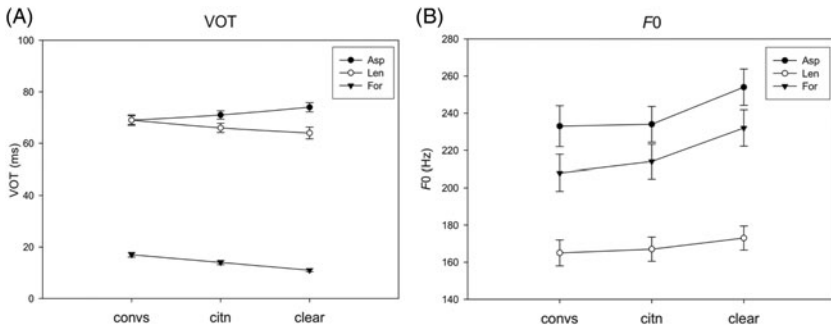 (A)
VOT
VOT (ms)
100
80
60
40
20
0
Asp
Len
For
convs
citn
clear
(B)
F0
F0 (Hz)
280
260
240
220
200
180
160
140
Asp
Len
For
convs
citn
clear